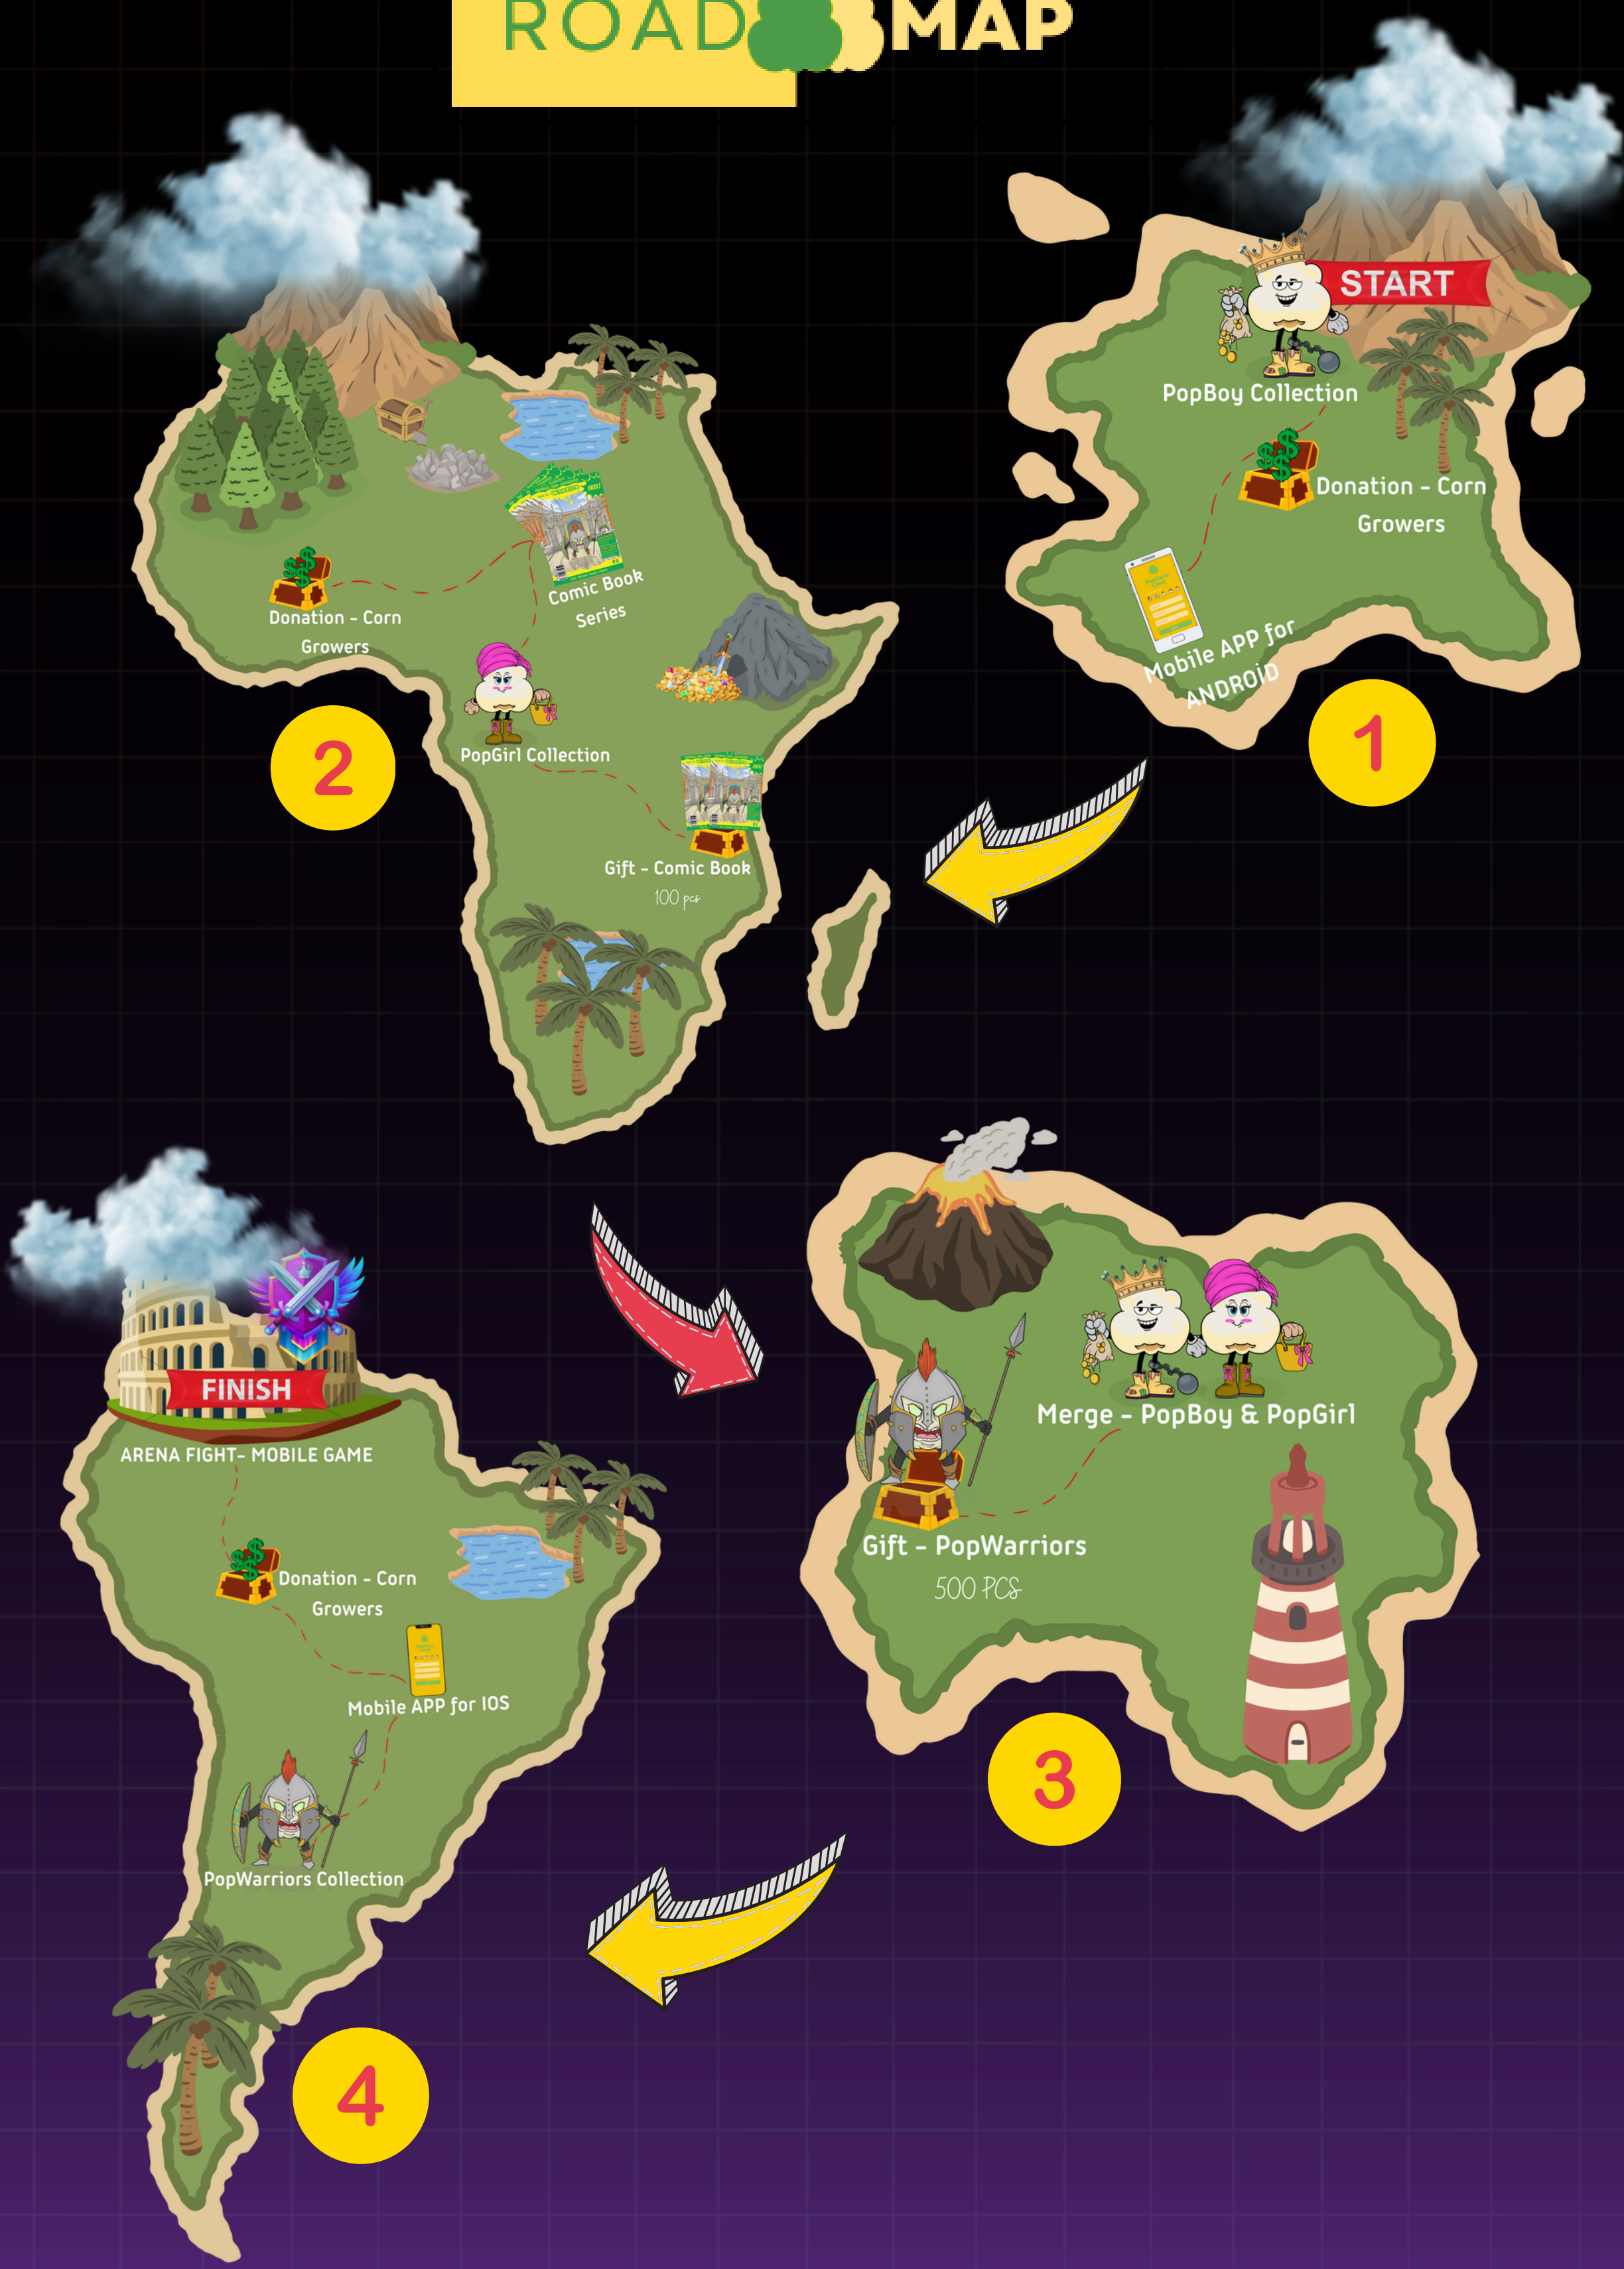 ROAD MAP
START
PopBoy Collection
Donation - Corn
Growers
Mobile APP for
ANDROID
1
Donation - Corn
Growers
Comic Book
Series
FREE!
PopGirl Collection
Gift - Comic Book
100 pcs
2
Merge - PopBoy & PopGirl
Gift - PopWarriors
500 PCS
3
FINISH
ARENA FIGHT- MOBILE GAME
Donation - Corn
Growers
Mobile APP for IOS
PopWarriors Collection
4